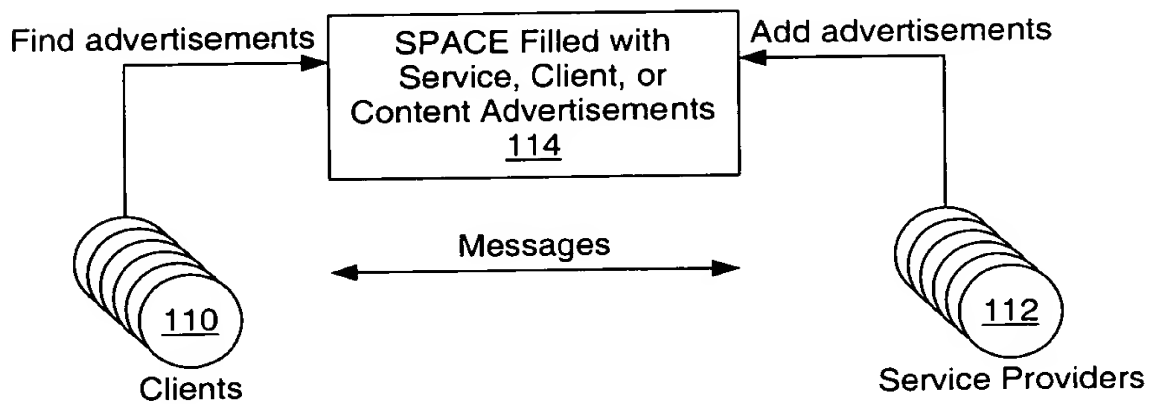 Find advertisements
SPACE Filled with
Service, Client, or
Content Advertisements
114
Add advertisements
Messages
110
Clients
112
Service Providers